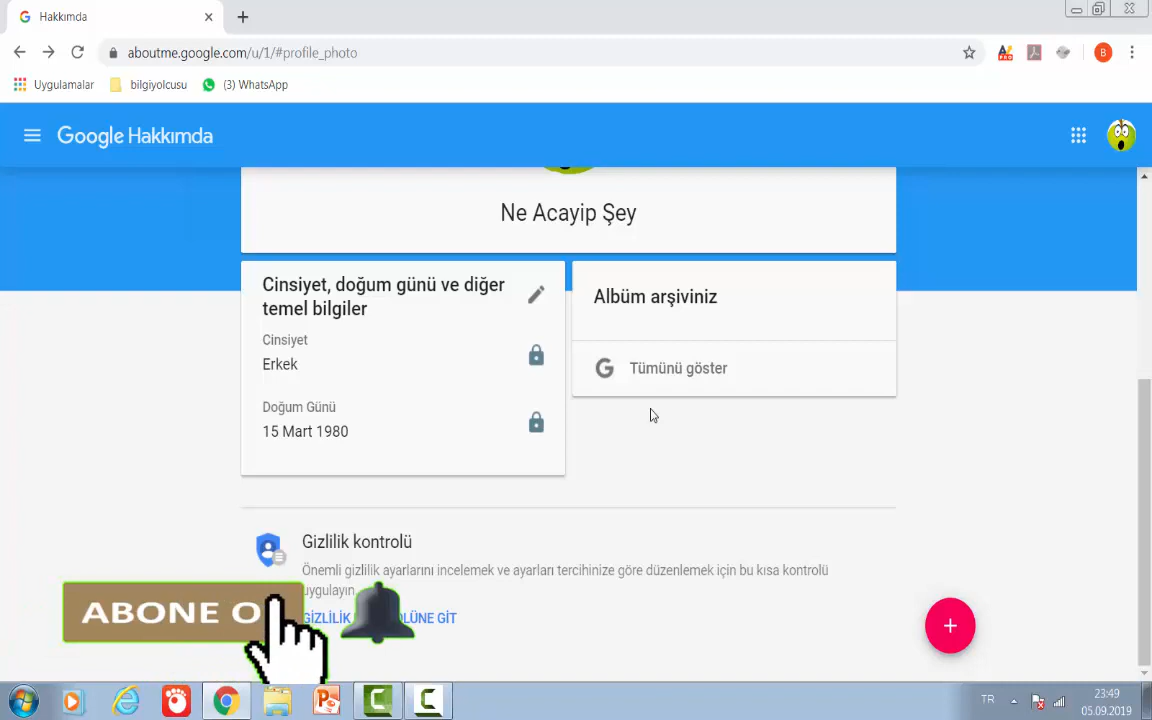 Hakkımda
aboutme.google.com/u/1/#profile_photo
B
Uygulamalar
bilgiyolcusu
(3) WhatsApp
Google Hakkımda
Ne Acayip Şey
Cinsiyet, doğum günü ve diğer
temel bilgiler
Cinsiyet
Erkek
Doğum Günü
15 Mart 1980
Albüm arşiviniz
Tümünü göster
Gizlilik kontrolü
Önemli gizlilik ayarlarını incelemek ve ayarları tercihinize göre düzenlemek için bu kısa kontrolü
uygulayın
GİZLİLİK
GİT
ABONE O
TR
23:49
05.09.2019